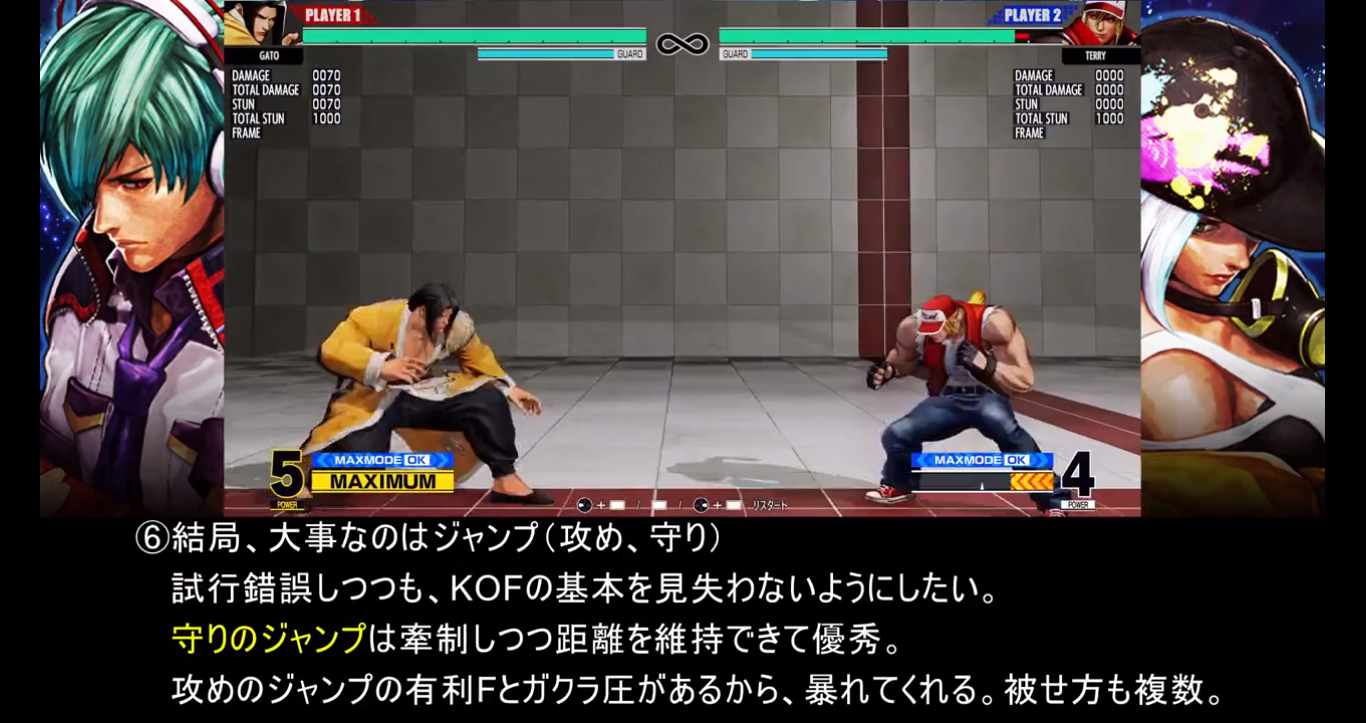 PLAYER 1
PLAYER 2
GATO
GUARD
GUARD
TERRY
DAMAGE 0070
TOTAL DAMAGE 0070
STUN 0070
TOTAL STUN 1000
FRAME
DAMAGE 0000
TOTAL DAMAGE 0000
STUN 0000
TOTAL STUN 1000
FRAME
MAXMODE OK
5 MAXIMUM
POWER
MAXMODE OK
4
POWER
+ / / + リスタート
⑥結局、大事なのはジャンプ（攻め、守り）
試行錯誤しつつも、KOFの基本を見失わないようにしたい。
守りのジャンプは牽制しつつ距離を維持できて優秀。
攻めのジャンプの有利Fとガクラ圧があるから、暴れてくれる。被せ方も複数。